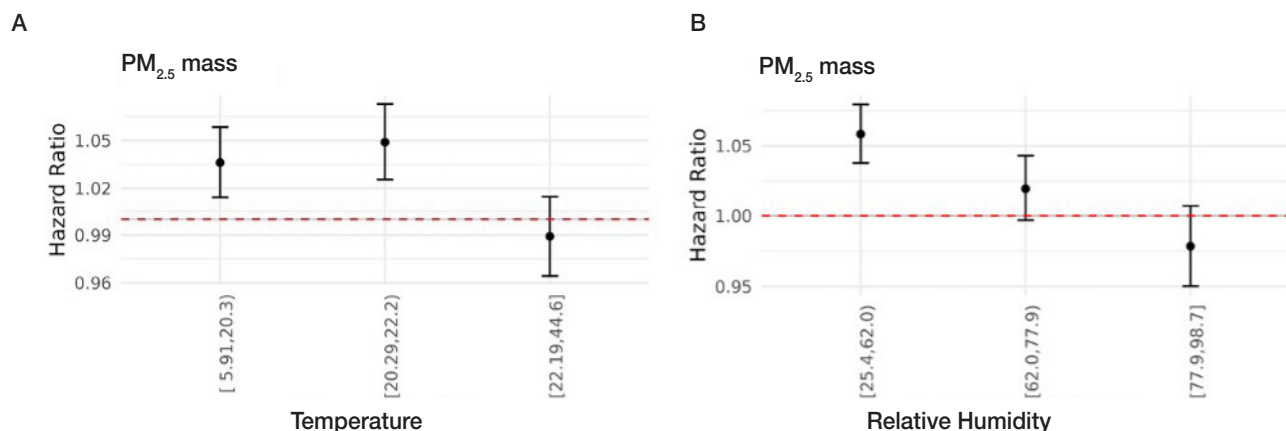 A
PM2.5 mass
Hazard Ratio
1.05
1.02
0.99
0.96
[ 5.91,20.3)
[20.29,22.2)
[22.19,44.6]
Temperature
B
PM2.5 mass
Hazard Ratio
1.05
1.00
0.95
[25.4,62.0)
[62.0,77.9)
[77.9,98.7]
Relative Humidity